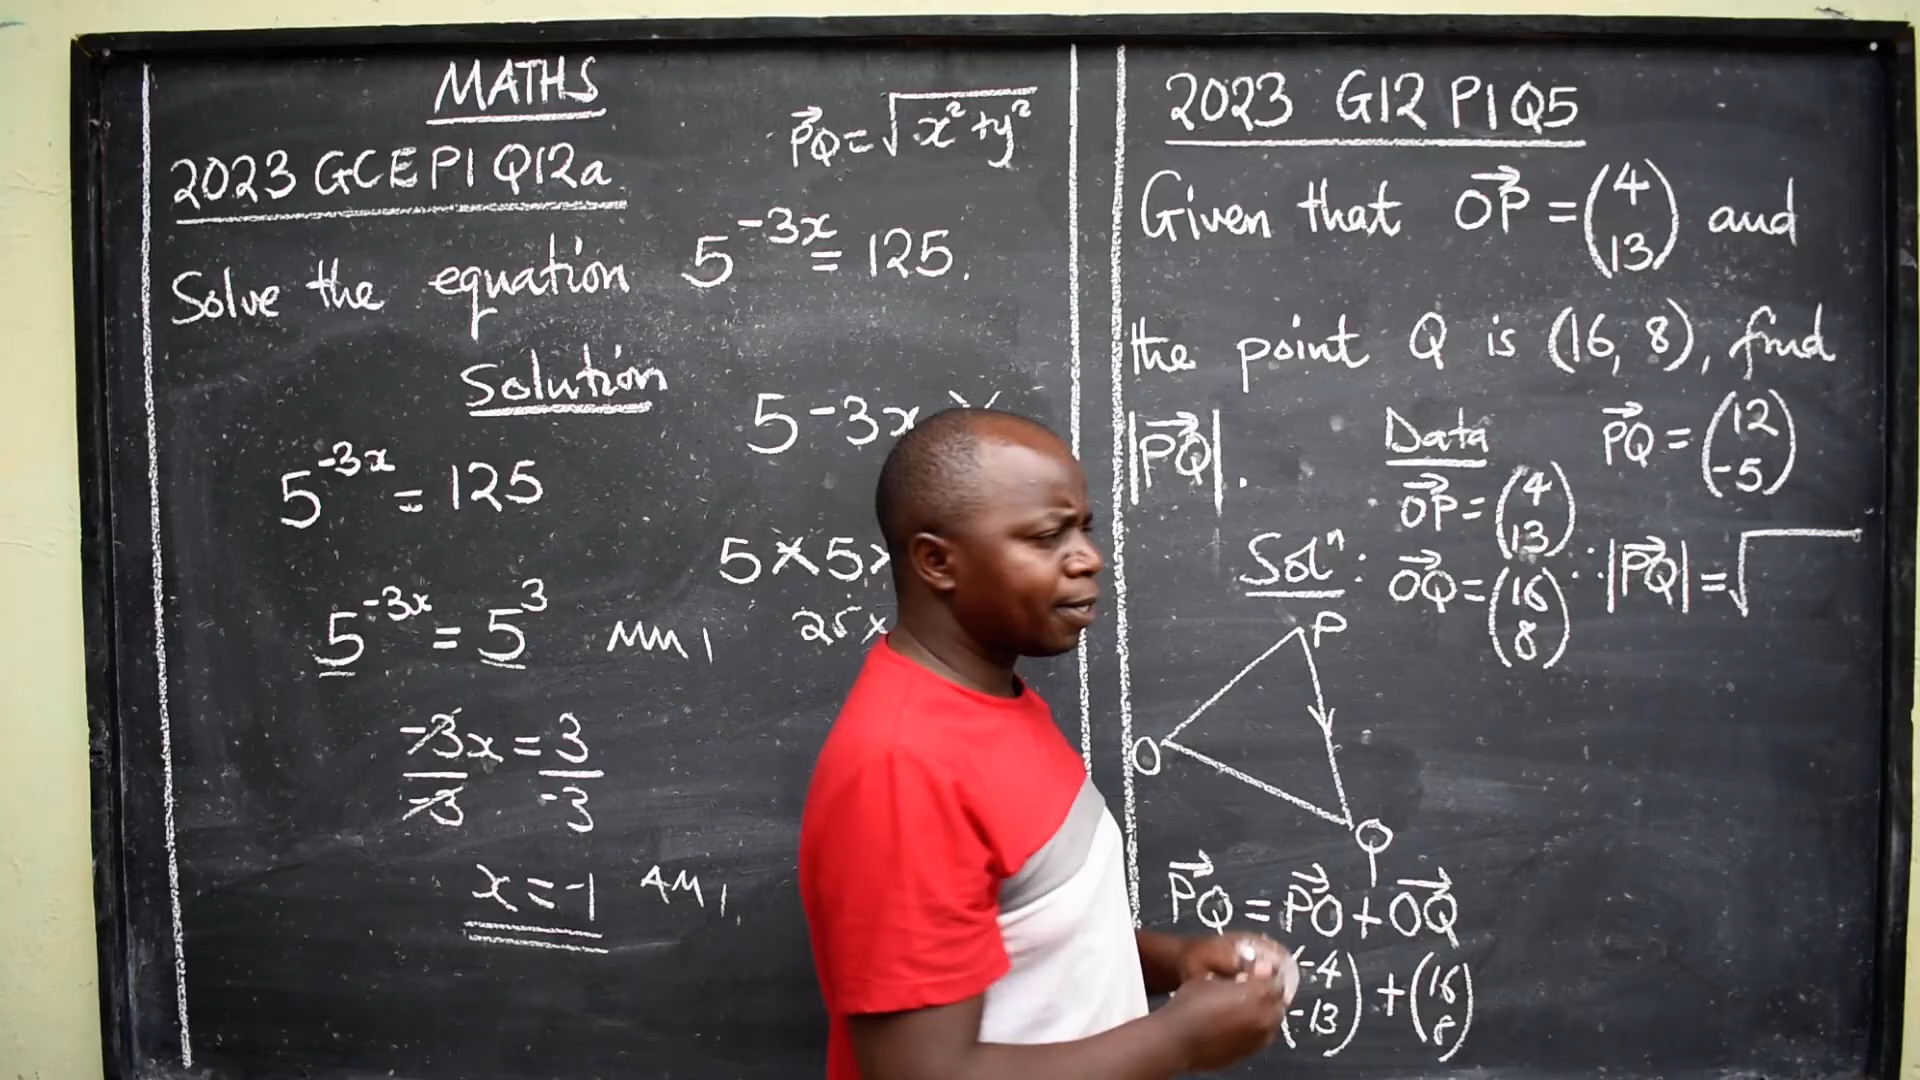 MATHS
2023 GCE P1 Q12a
PQ⃗ = √(x² + y²)
Solve the equation 5^(-3x) = 125.
Solution
5^(-3x) = 125
5^(-3x) = 5^3 MM1
-3x = 3
-3 -3
x = -1 AM1
5 -3x
5 × 5 ×
25 ×
2023 G12 P1 Q5
Given that OP⃗ = (4 13) and
the point Q is (16, 8), find
|PQ⃗|.
Data
OP⃗ = (4 13)
OQ⃗ = (16 8)
PQ⃗ = (12 -5)
∴ |PQ⃗| = √
Solⁿ:
P
O
Q
PQ⃗ = PO⃗ + OQ⃗
(-4 -13) + (16 8)